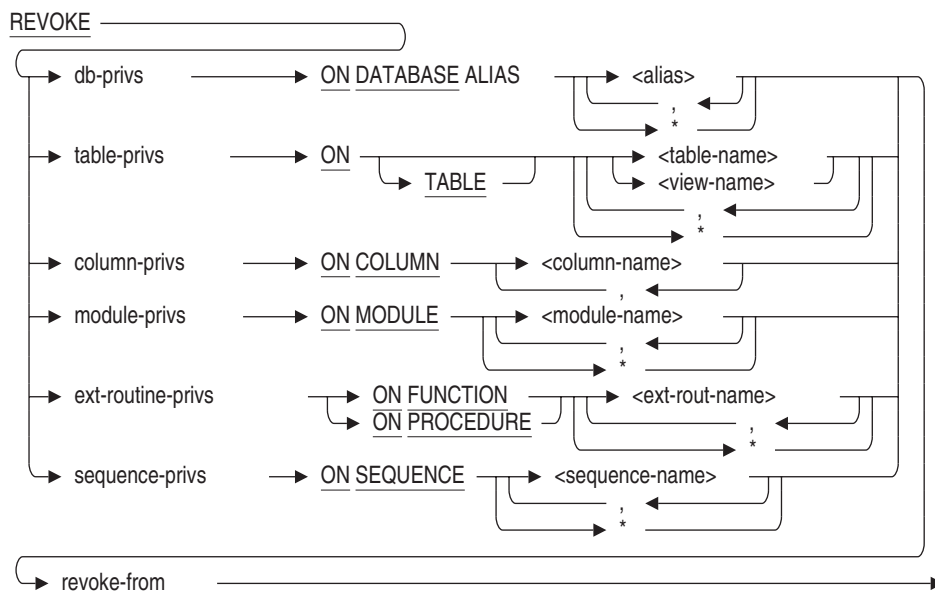 REVOKE
db-privs ON DATABASE ALIAS <alias>
,
*
table-privs ON <table-name>
TABLE <view-name>
,
*
column-privs ON COLUMN <column-name>
,
module-privs ON MODULE <module-name>
,
*
ext-routine-privs ON FUNCTION <ext-rout-name>
ON PROCEDURE ,
*
sequence-privs ON SEQUENCE <sequence-name>
,
*
revoke-from